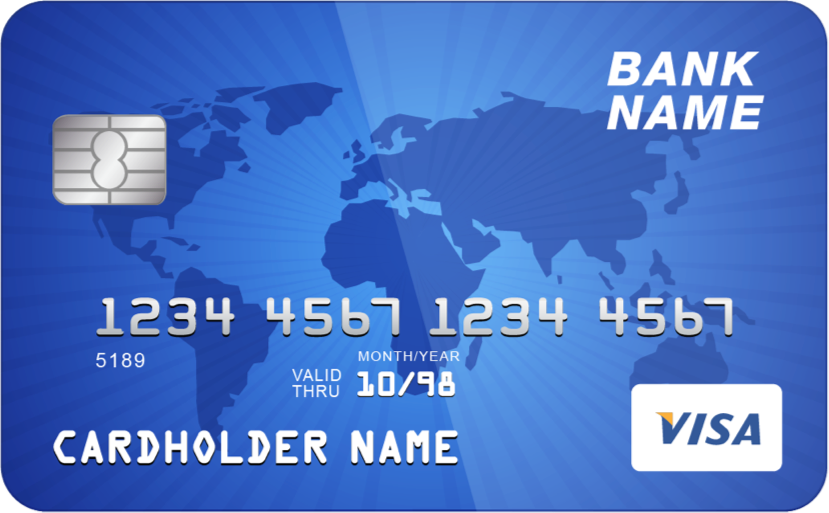 BANK
NAME
1234 4567 1234 4567
5189
MONTH/YEAR
VALID
THRU
10/98
CARDHOLDER NAME
VISA